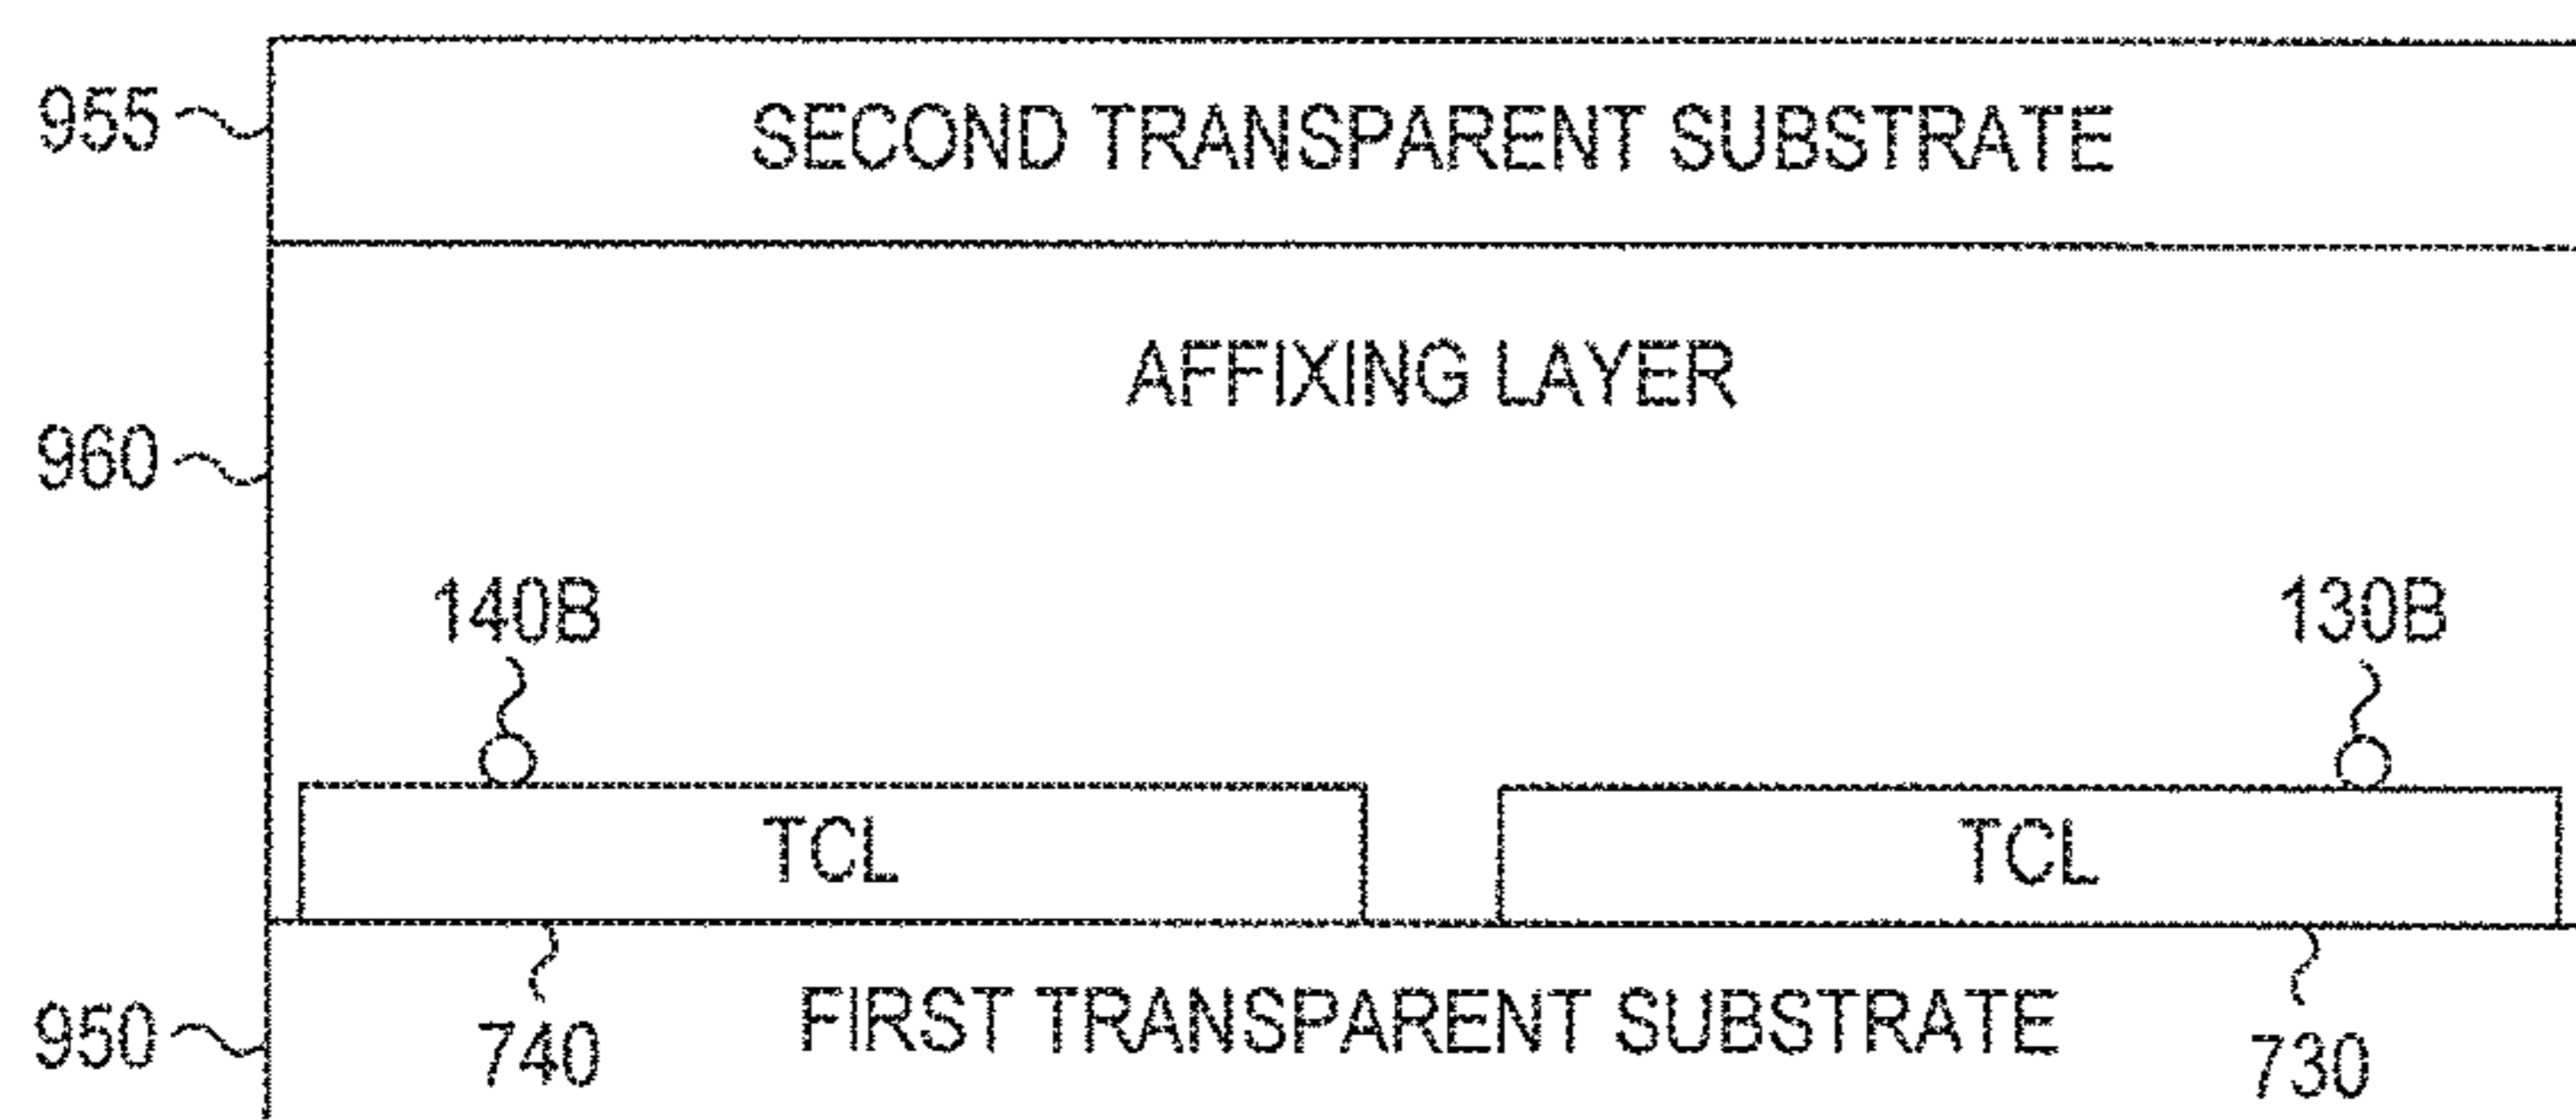 955
SECOND TRANSPARENT SUBSTRATE
AFFIXING LAYER
960
140B
130B
TCL
TCL
950
740
FIRST TRANSPARENT SUBSTRATE
730